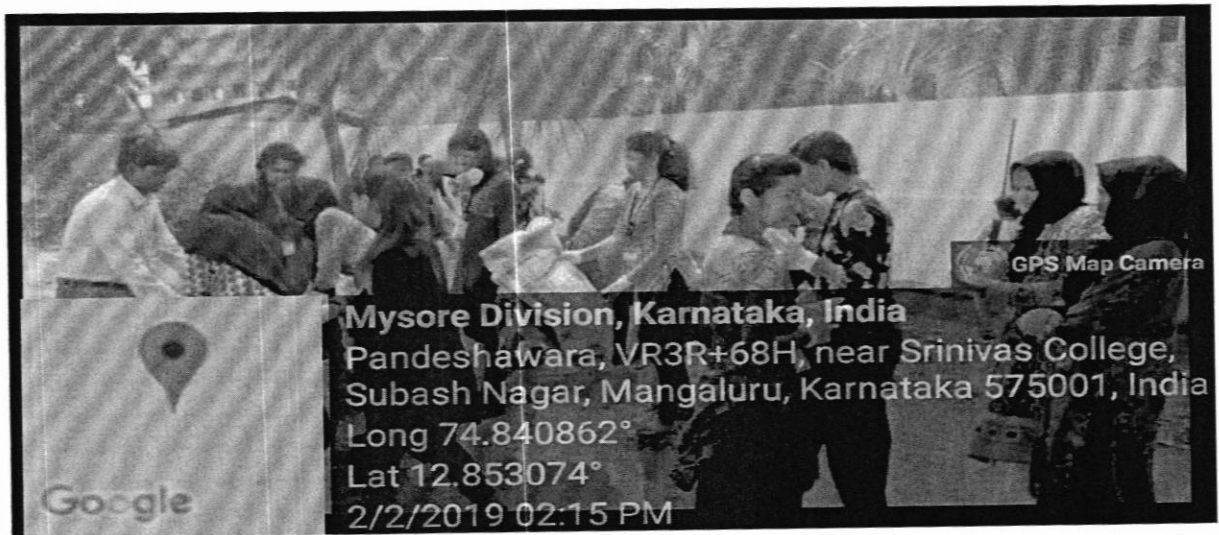 GPS Map Camera
Mysore Division, Karnataka, India
Pandeshawara, VR3R+68H, near Srinivas College,
Subash Nagar, Mangaluru, Karnataka 575001, India
Long 74.840862°
Lat 12.853074°
2/2/2019 02:15 PM
Google